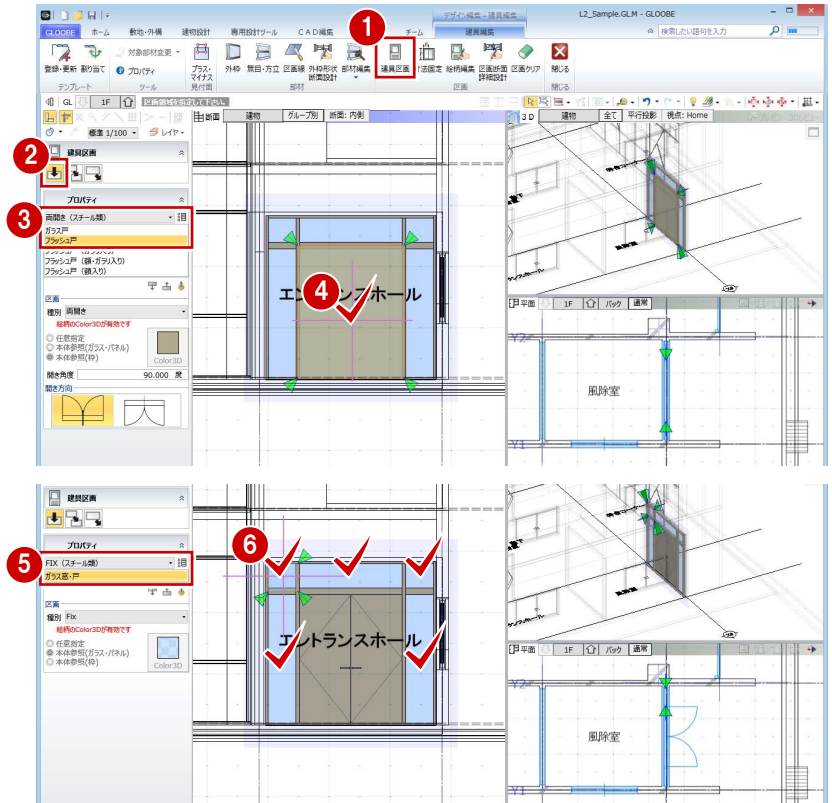 デザイン編集 - 建具編集
L2_Sample.GLM - GLOOBE
GLOOBE ホーム 敷地・外構 建物設計 専用設計ツール CAD編集 チーム 建具編集 検索したい語句を入力
1
登録・更新 割り当て
対象部材変更
プロパティ
プラス・マイナス
外枠 無目・方立 区画線 外枠形状断面設計 部材編集 建具区画 寸法固定 絵柄編集 区画断面詳細設計 区画クリア 閉じる
テンプレート ツール 見付面 部材 区画 閉じる
GL 1F 区画領域を指定して下さい。
標準 1/100 レイヤ
断面 建物 グループ別 断面: 内側
3D 建物 全て 平行投影 視点: Home
2
建具区画
プロパティ
3
両開き (スチール類)
ガラス戸
フラッシュ戸
フラッシュ戸 (額・ガラリ入り)
フラッシュ戸 (額入り)
区画
種別 両開き
絵柄のColor3Dが有効です
任意指定
本体参照(ガラス・パネル)
本体参照(枠)
Color3D
開き角度 90.000 度
開き方向
エントランスホール
4
平面 1F バック 通常
Y2
風除室
Y1
建具区画
プロパティ
5
FIX (スチール類)
ガラス窓・戸
区画
種別 Fix
絵柄のColor3Dが有効です
任意指定
本体参照(ガラス・パネル)
本体参照(枠)
Color3D
6
エントランスホール
平面 1F バック 通常
Y2
風除室
Y1